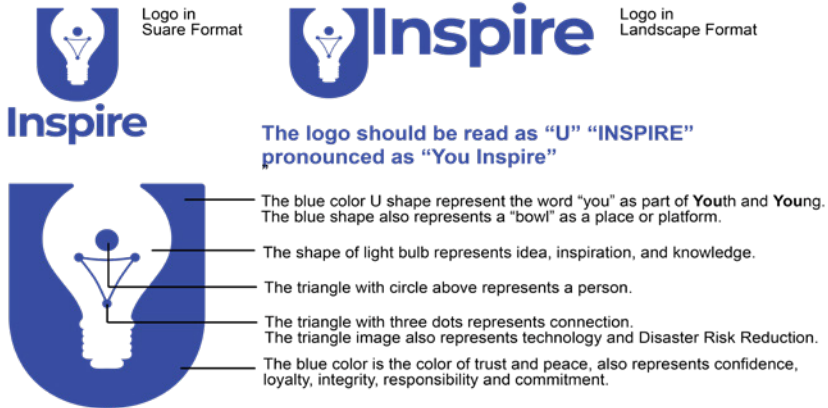 Logo in
Suare Format
Inspire
Inspire
Logo in
Landscape Format
The logo should be read as “U” “INSPIRE”
pronounced as “You Inspire”
”
The blue color U shape represent the word “you” as part of Youth and Young.
The blue shape also represents a “bowl” as a place or platform.
The shape of light bulb represents idea, inspiration, and knowledge.
The triangle with circle above represents a person.
The triangle with three dots represents connection.
The triangle image also represents technology and Disaster Risk Reduction.
The blue color is the color of trust and peace, also represents confidence,
loyalty, integrity, responsibility and commitment.